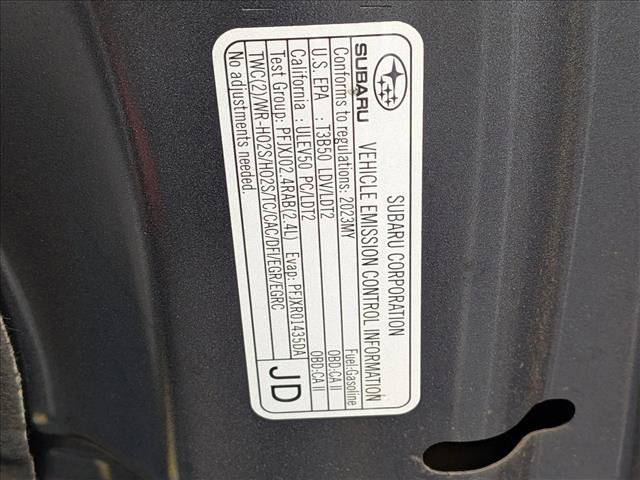 SUBARU
SUBARU CORPORATION
VEHICLE EMISSION CONTROL INFORMATION
Conforms to regulations: 2023MY Fuel:Gasoline
U.S. EPA : T3B50 LDV/LDT2 OBD:CA II
California : ULEV50 PC/LDT2 OBD:CA II
Test Group: PFJXJ02.4RAB(2.4L) Evap: PFJXR01435DA
TWC(2)/WR-HO2S/HO2S/TC/CAC/DFI/EGR/EGRC
No adjustments needed.
JD